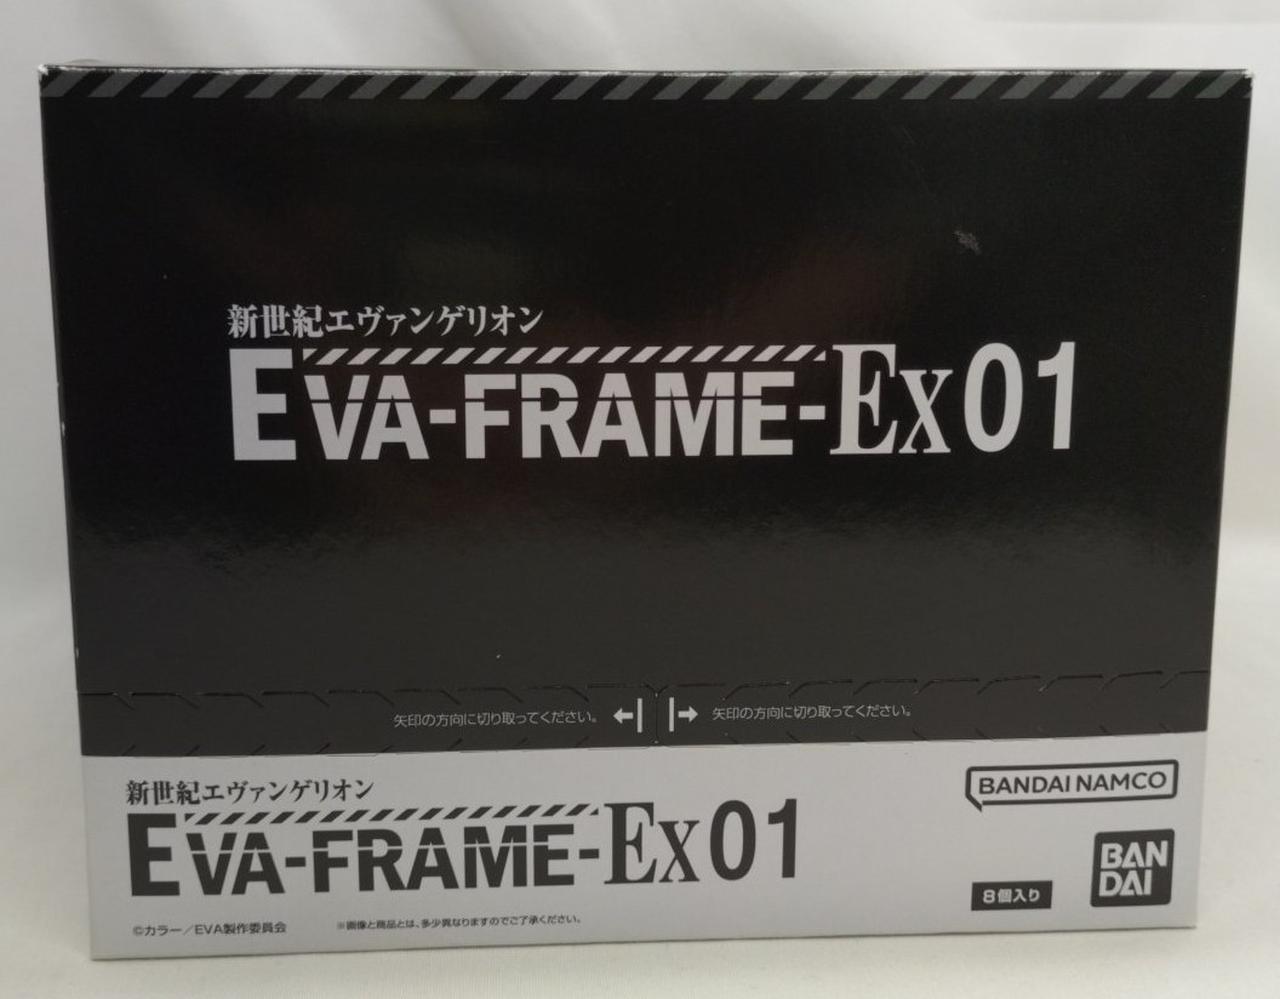 新世紀エヴァンゲリオン
EVA-FRAME-Ex01
矢印の方向に切り取ってください。 ←| |→ 矢印の方向に切り取ってください。
新世紀エヴァンゲリオン
EVA-FRAME-Ex01
BANDAI NAMCO
BAN
DAI
8個入り
©カラー／EVA製作委員会
※画像と商品とは、多少異なりますのでご了承ください。